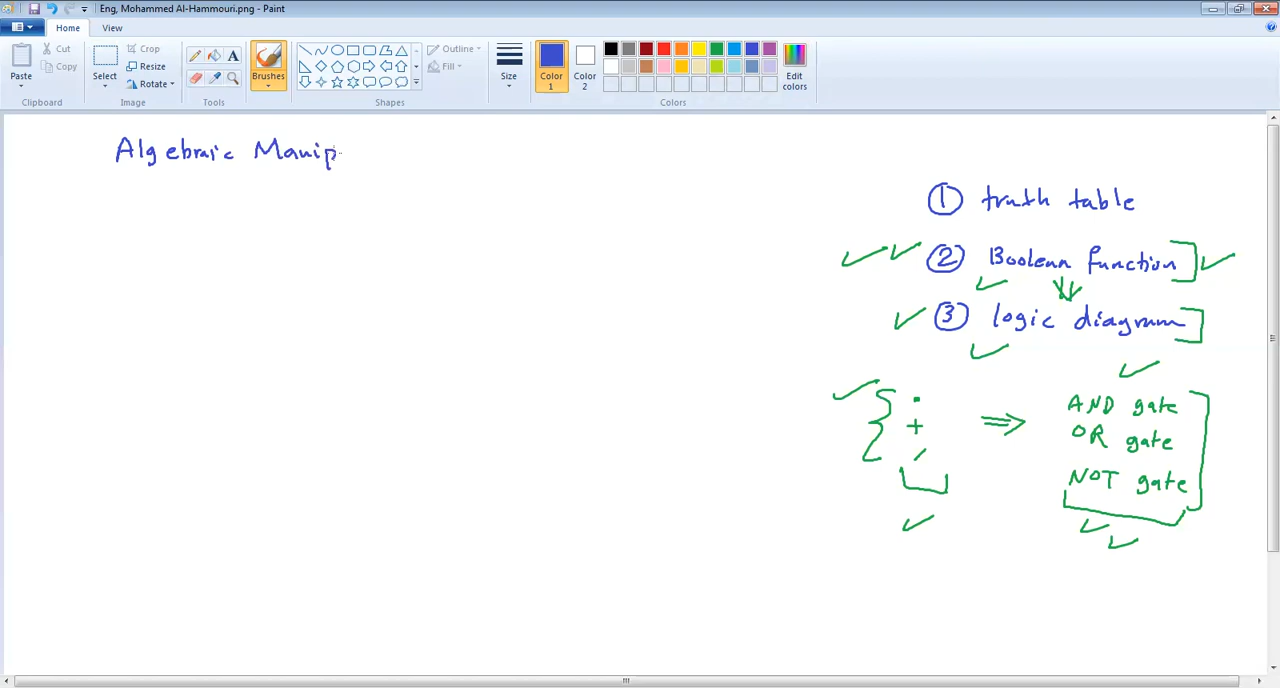 Eng, Mohammed Al-Hammouri.png - Paint
Home View
Paste
Cut
Copy
Clipboard
Select
Crop
Resize
Rotate
Image
A
Tools
Brushes
Outline
Fill
Shapes
Size
Color 1
Color 2
Edit colors
Colors
Algebraic Manip
1 truth table
2 Boolean function
3 logic diagram
. ⇒ AND gate
+ OR gate
′ NOT gate